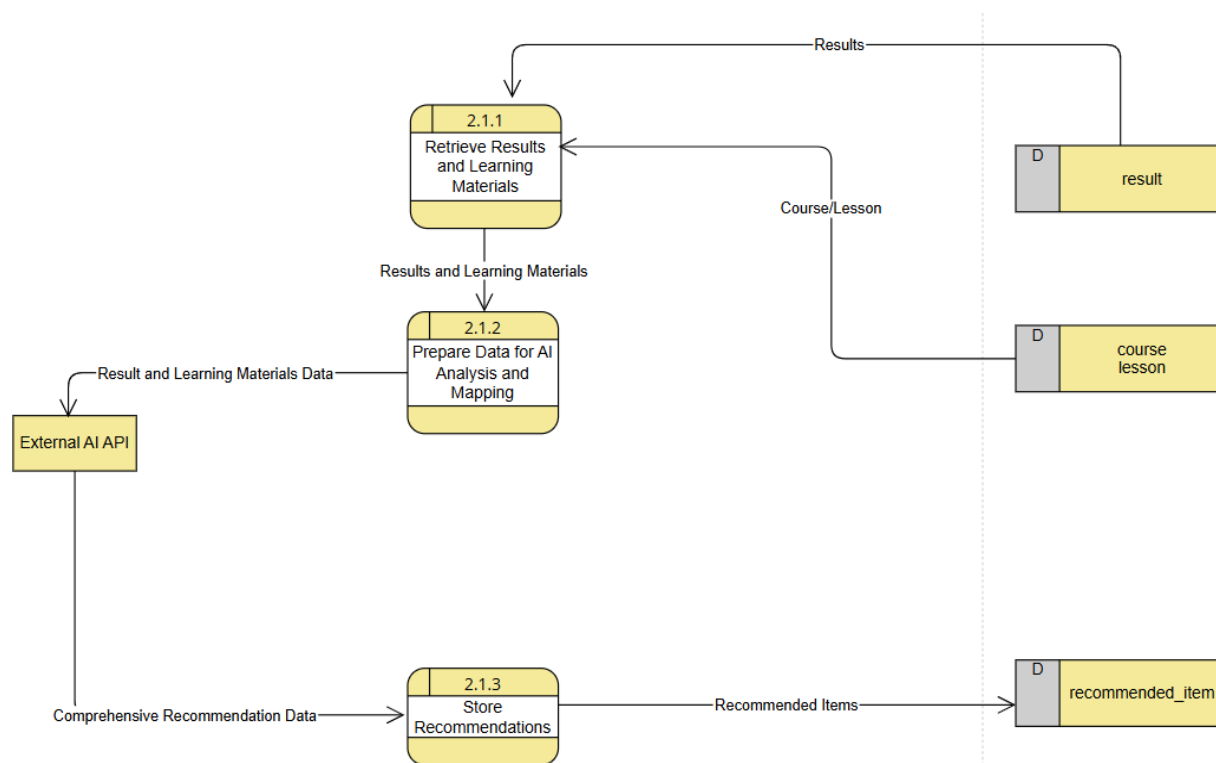 Results
2.1.1
Retrieve Results
and Learning
Materials
D
result
Course/Lesson
Results and Learning Materials
2.1.2
Prepare Data for AI
Analysis and
Mapping
D
course
lesson
Result and Learning Materials Data
External AI API
2.1.3
Store
Recommendations
Comprehensive Recommendation Data
Recommended Items
D
recommended_item